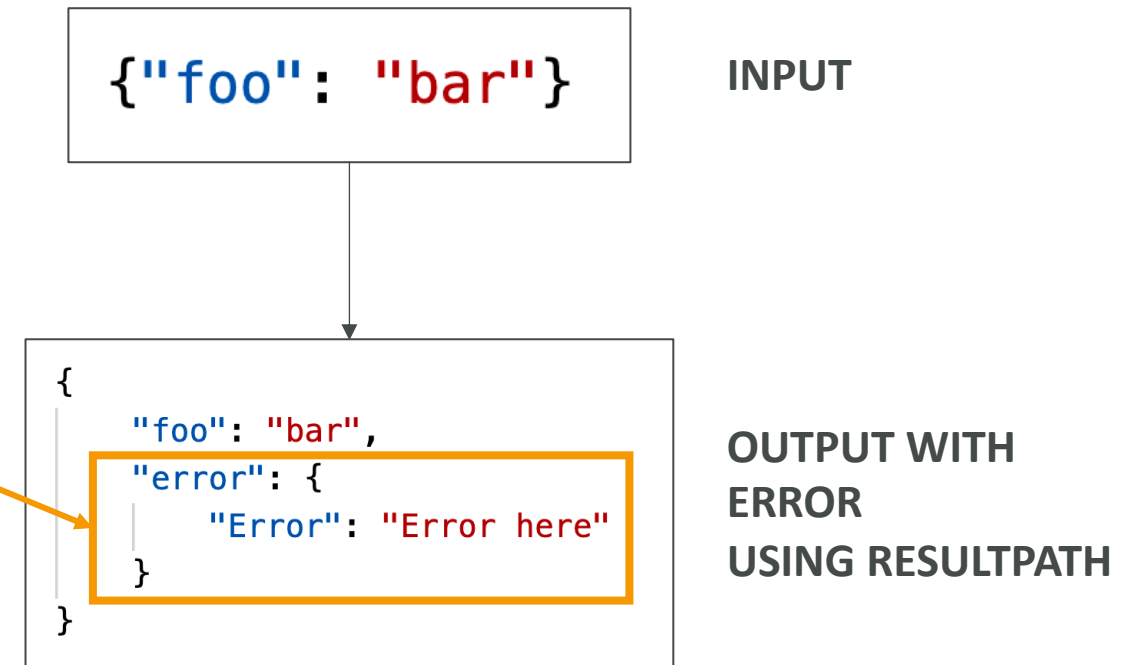 {"foo": "bar"}
INPUT
{
"foo": "bar",
"error": {
"Error": "Error here"
}
}
OUTPUT WITH
ERROR
USING RESULTPATH